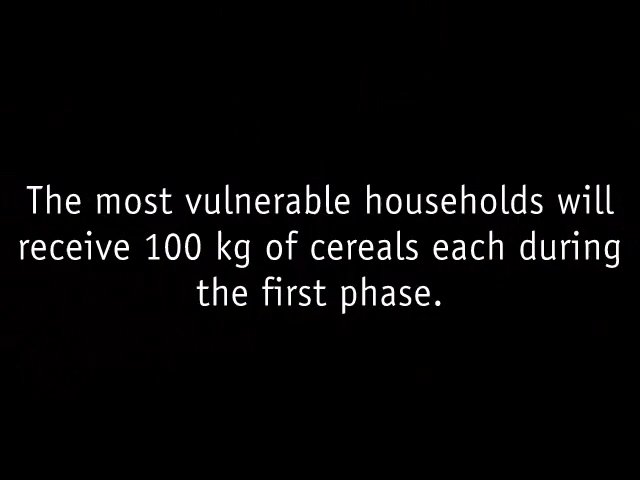 The most vulnerable households will
receive 100 kg of cereals each during
the first phase.